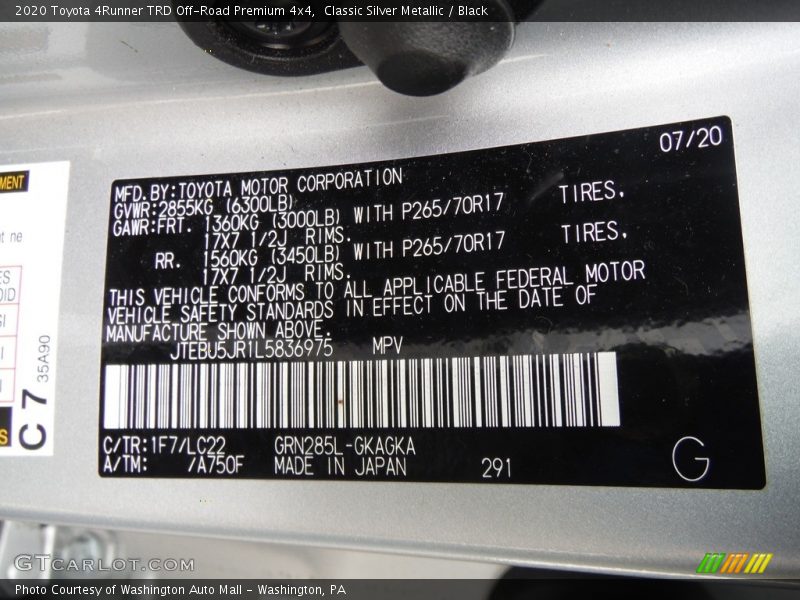 2020 Toyota 4Runner TRD Off-Road Premium 4x4, Classic Silver Metallic / Black
07/20
MFD. BY: TOYOTA MOTOR CORPORATION
GVWR: 2855KG (6300LB)
GAWR: FRT. 1360KG (3000LB) WITH P265/70R17 TIRES,
17X7 1/2J RIMS.
RR. 1560KG (3450LB) WITH P265/70R17 TIRES,
17X7 1/2J RIMS.
THIS VEHICLE CONFORMS TO ALL APPLICABLE FEDERAL MOTOR
VEHICLE SAFETY STANDARDS IN EFFECT ON THE DATE OF
MANUFACTURE SHOWN ABOVE.
JTEBU5JR1L5836975 MPV
C/TR: 1F7/LC22 GRN285L-GKAGKA
A/TM: /A750F MADE IN JAPAN 291 G
C 7 35A90
GTCARLOT.COM
Photo Courtesy of Washington Auto Mall - Washington, PA